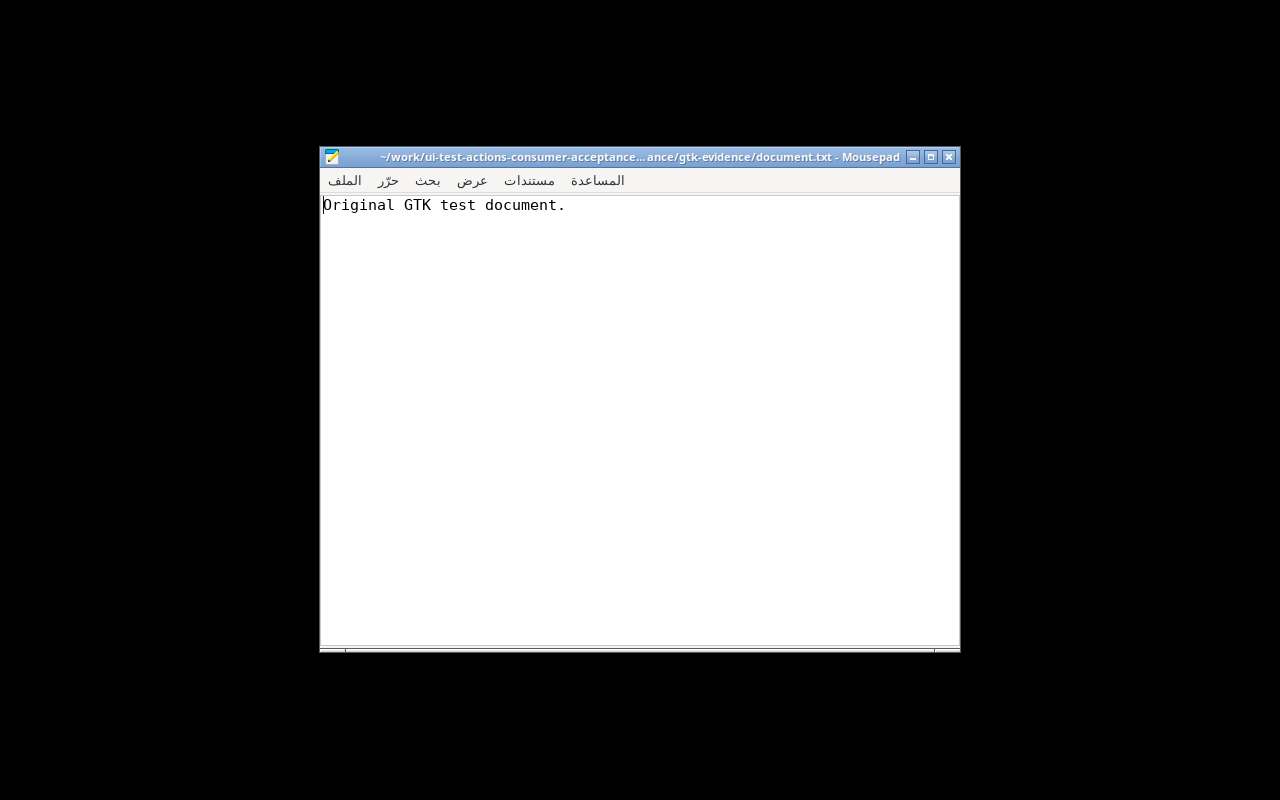 ~/work/ui-test-actions-consumer-acceptance...ance/gtk-evidence/document.txt - Mousepad
الملف حرّر بحث عرض مستندات المساعدة
Original GTK test document.